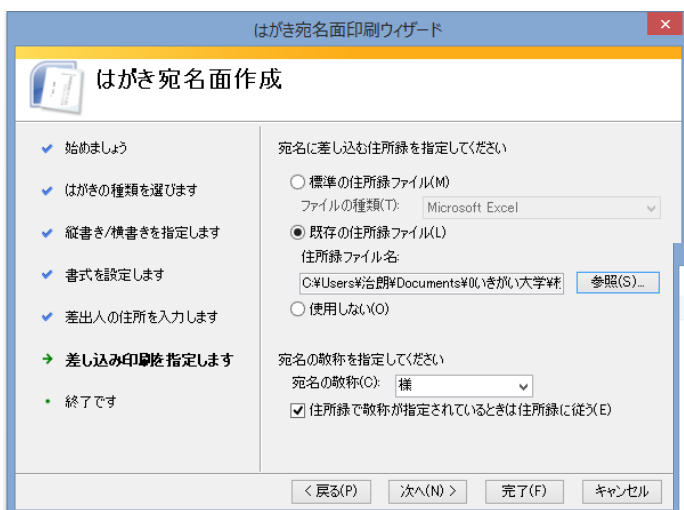 はがき宛名面印刷ウィザード
はがき宛名面作成
始めましょう
はがきの種類を選びます
縦書き/横書きを指定します
書式を設定します
差出人の住所を入力します
差し込み印刷を指定します
終了です
宛名に差し込む住所録を指定してください
標準の住所録ファイル(M)
ファイルの種類(T): Microsoft Excel
既存の住所録ファイル(L)
住所録ファイル名:
C:¥Users¥治朗¥Documents¥0いきがい大学¥ 参照(S)...
使用しない(O)
宛名の敬称を指定してください
宛名の敬称(C): 様
住所録で敬称が指定されているときは住所録に従う(E)
< 戻る(P) 次へ(N) > 完了(F) キャンセル